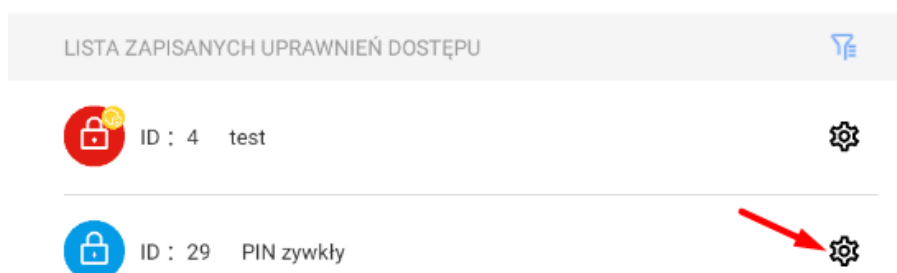 LISTA ZAPISANYCH UPRAWNIEŃ DOSTĘPU
ID : 4 test
ID : 29 PIN zywkły